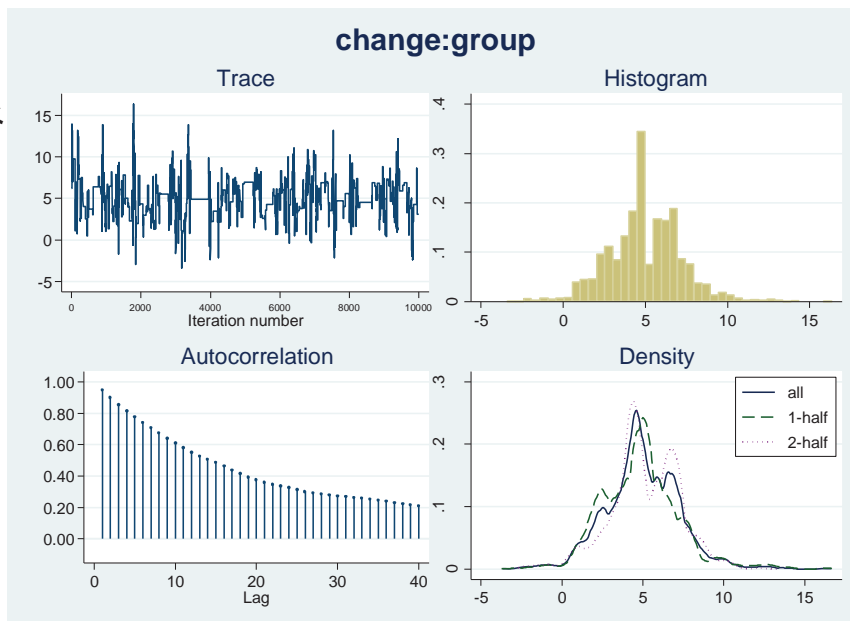 change:group
Trace
15
10
5
0
-5
0 2000 4000 6000 8000 10000
Iteration number
Histogram
.4
.3
.2
.1
0
-5 0 5 10 15
Autocorrelation
1.00
0.80
0.60
0.40
0.20
0.00
0 10 20 30 40
Lag
Density
.3
.2
.1
0
all
1-half
2-half
-5 0 5 10 15